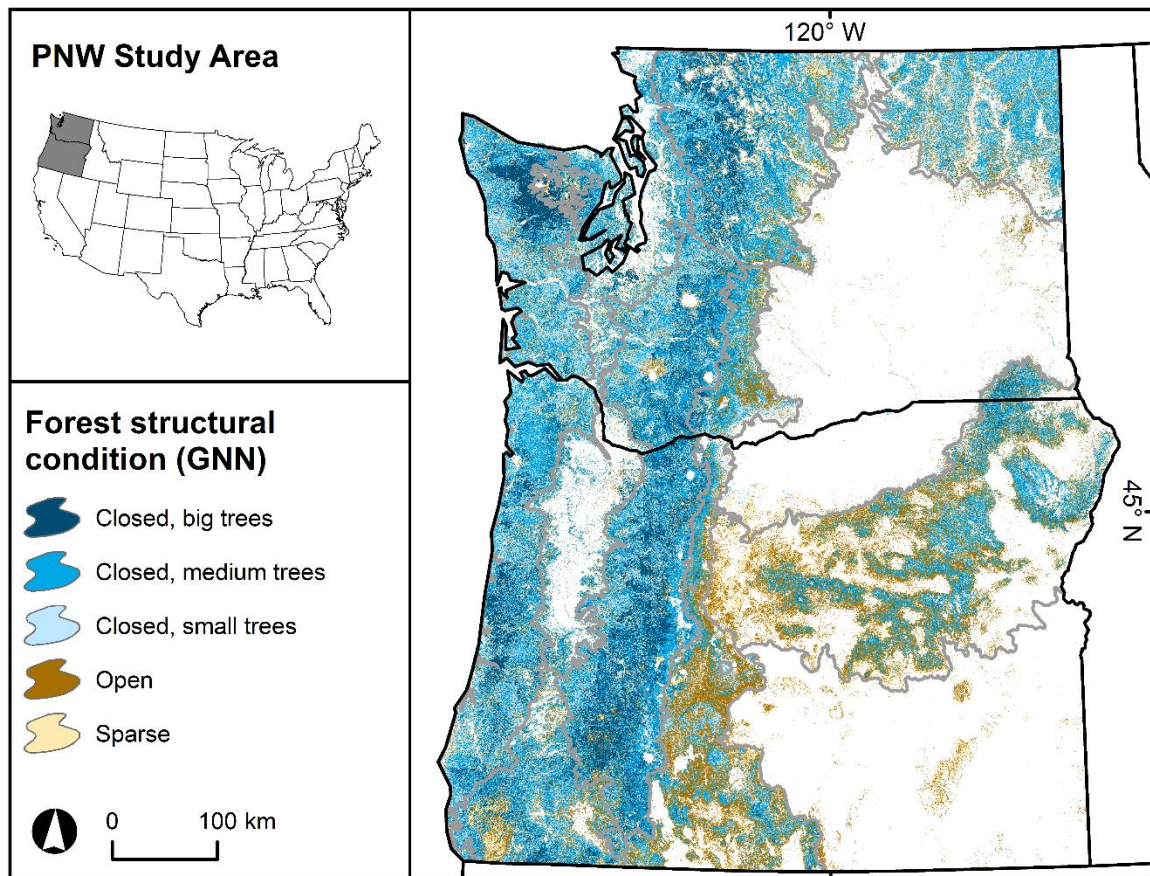 PNW Study Area
Forest structural
condition (GNN)
Closed, big trees
Closed, medium trees
Closed, small trees
Open
Sparse
0 100 km
120° W
45° N